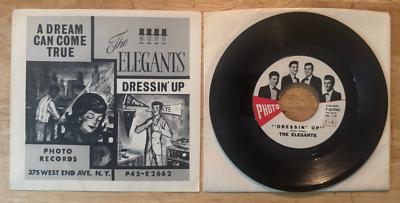 A DREAM
CAN COME
TRUE
The
ELEGANTS
DRESSIN' UP
PHOTO
RECORDS
375 WEST END AVE. N.Y.
P45-E2662
PHOTO
"DRESSIN' UP"
THE ELEGANTS